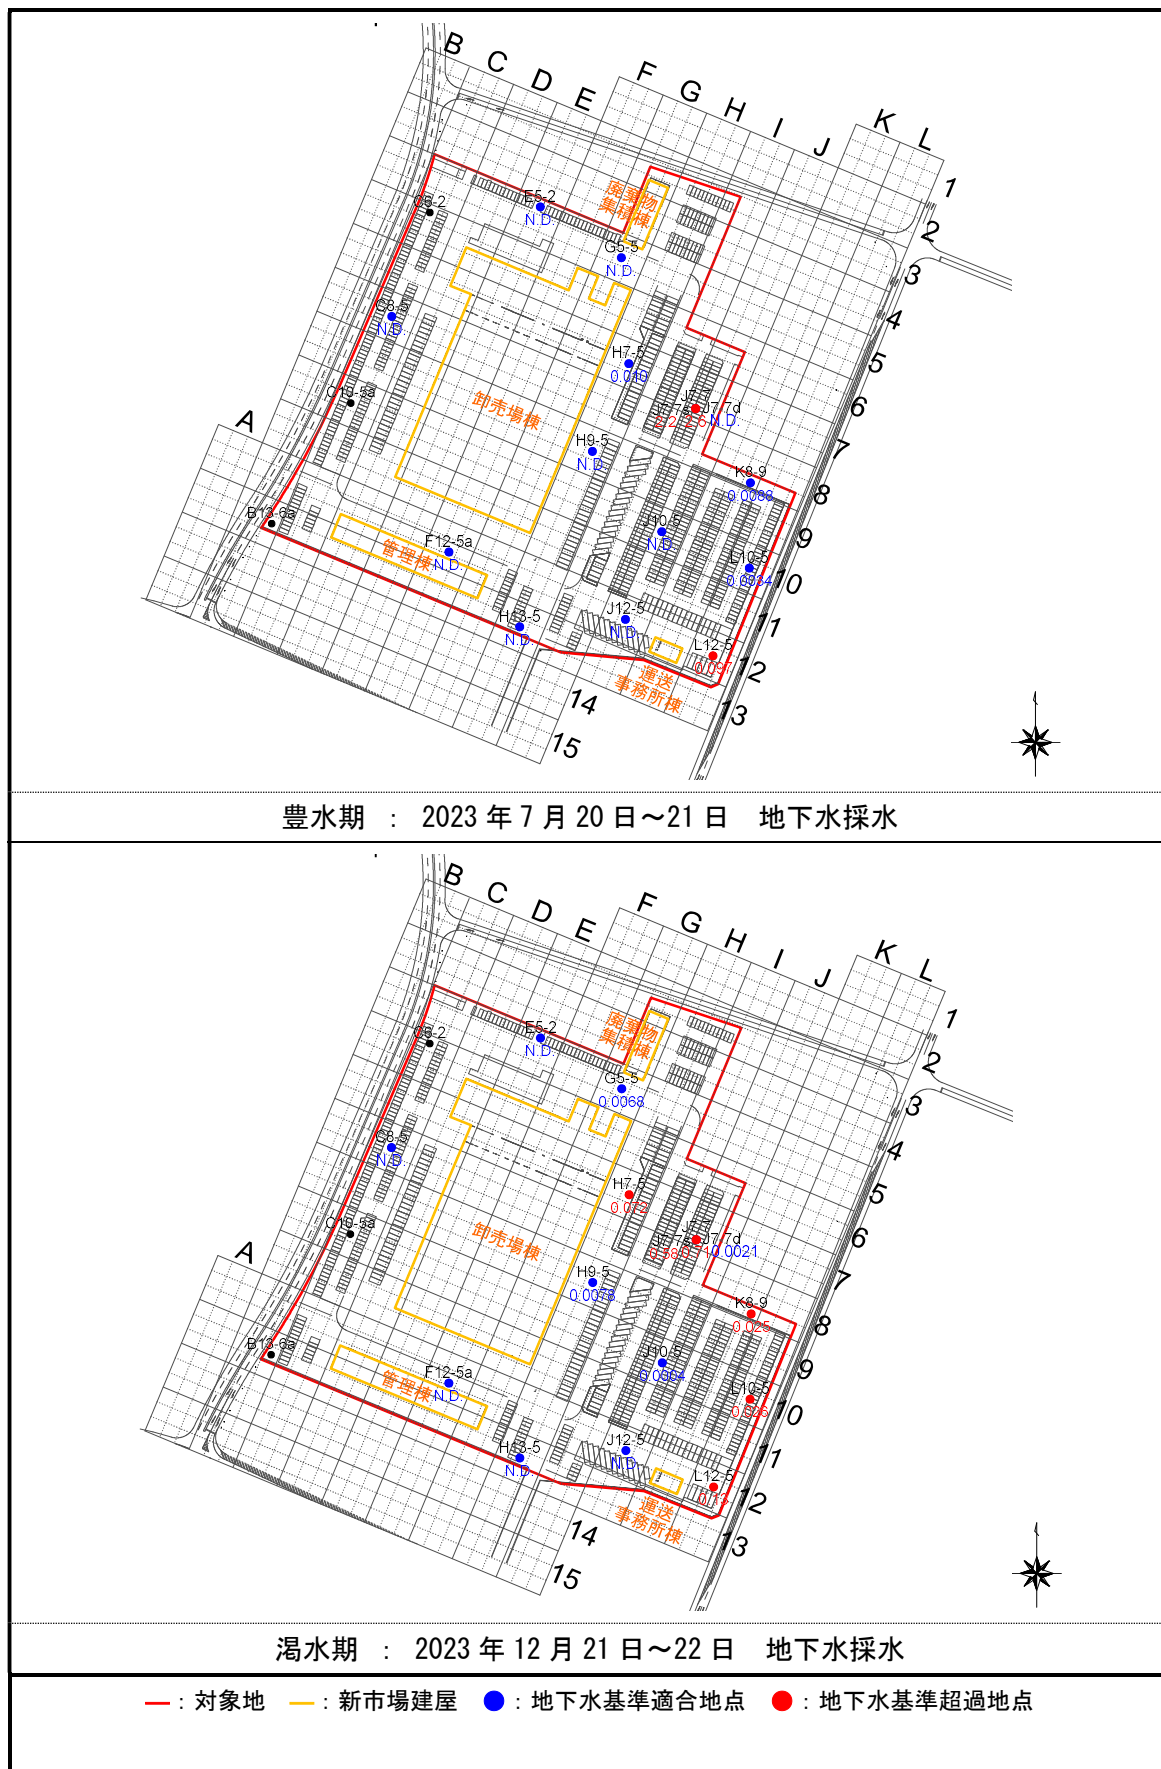 B
C
D
E
F
G
H
I
J
K
L
A
1
2
3
4
5
6
7
8
9
10
11
12
13
14
15
廃棄物
集積棟
卸売場棟
管理棟
運送
事務所棟
C6-2
E5-2
N.D.
G5-5
N.D.
C8-5
N.D.
H7-5
0.010
J7-7
J7-7d
N.D.
C10-5a
H9-5
N.D.
K8-9
0.0088
B13-6a
F12-5a
N.D.
J10-5
N.D.
L10-5
0.0034
H13-5
N.D.
J12-5
N.D.
L12-5
0.097
豊水期 : 2023 年 7 月 20 日～21 日 地下水採水
B
C
D
E
F
G
H
I
J
K
L
A
1
2
3
4
5
6
7
8
9
10
11
12
13
14
15
廃棄物
集積棟
卸売場棟
管理棟
運送
事務所棟
C6-2
E5-2
N.D.
G5-5
0.0068
C8-5
N.D.
H7-5
0.072
J7-7
J7-7d
0.0021
C10-5a
H9-5
0.0078
K8-9
0.025
B13-6a
F12-5a
N.D.
J10-5
0.0064
L10-5
0.026
H13-5
N.D.
J12-5
N.D.
L12-5
0.13
渇水期 : 2023 年 12 月 21 日～22 日 地下水採水
: 対象地 : 新市場建屋 : 地下水基準適合地点 : 地下水基準超過地点